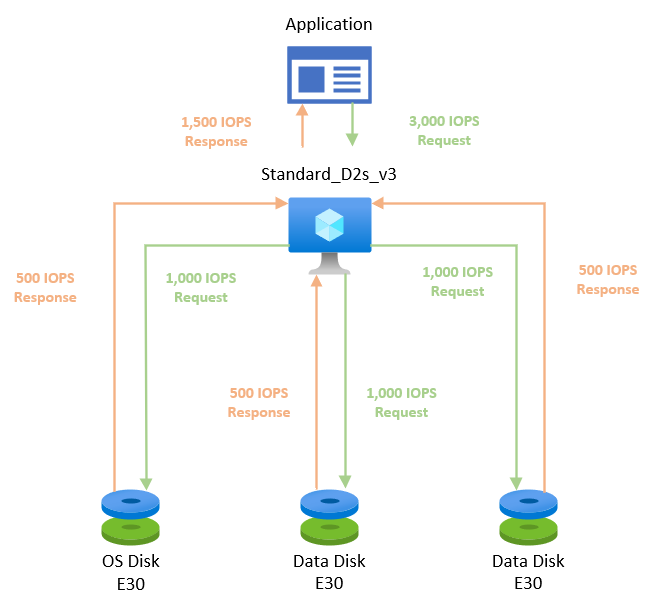 Application
1,500 IOPS
Response
3,000 IOPS
Request
Standard_D2s_v3
500 IOPS
Response
1,000 IOPS
Request
1,000 IOPS
Request
500 IOPS
Response
500 IOPS
Response
1,000 IOPS
Request
OS Disk
E30
Data Disk
E30
Data Disk
E30